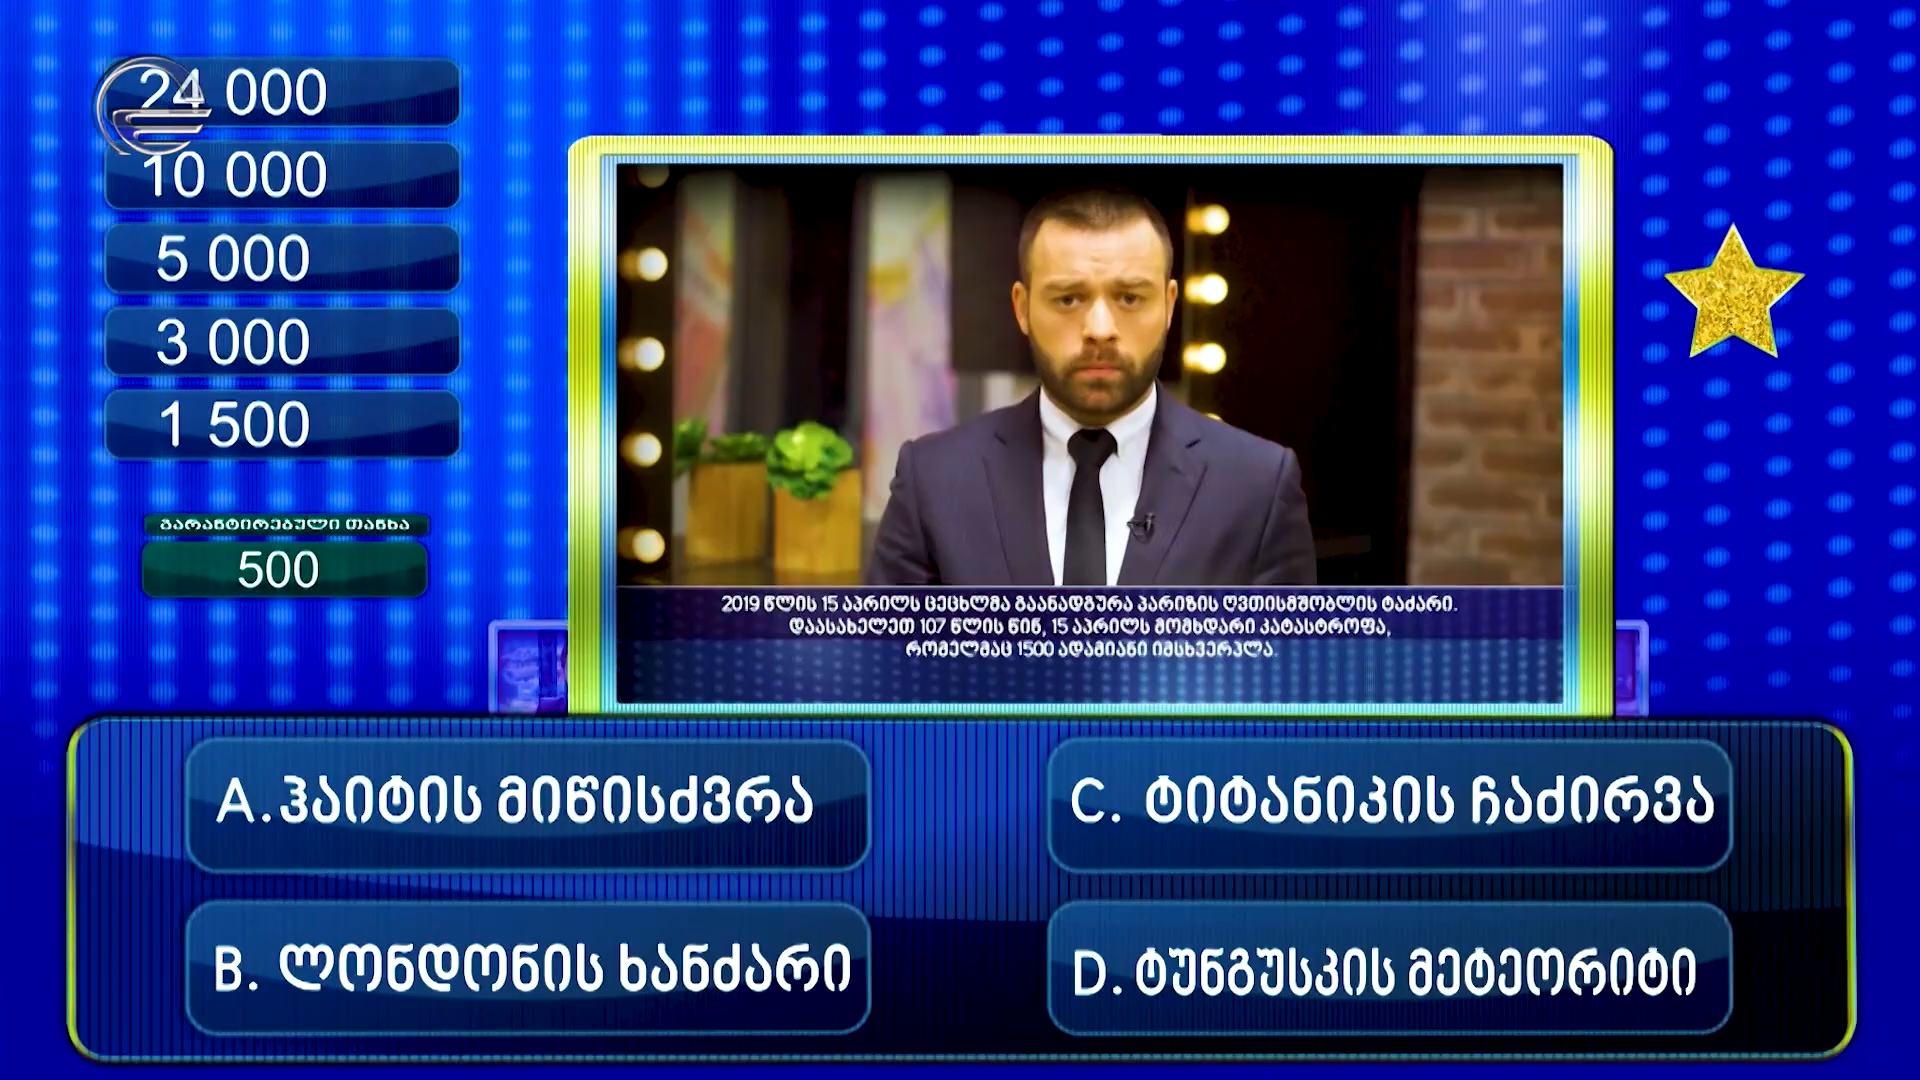 24 000
10 000
5 000
3 000
1 500
გარანტირებული თანხა
500
2019 წლის 15 აპრილს ცეცხლმა გაანადგურა პარიზის ღვთისმშობლის ტაძარი.
დაასახელეთ 107 წლის წინ, 15 აპრილს მომხდარი კატასტროფა,
რომელმაც 1500 ადამიანი იმსხვერპლა.
A. ჰაიტის მიწისძვრა
C. ტიტანიკის ჩაძირვა
B. ლონდონის ხანძარი
D. ტუნგუსკის მეტეორიტი